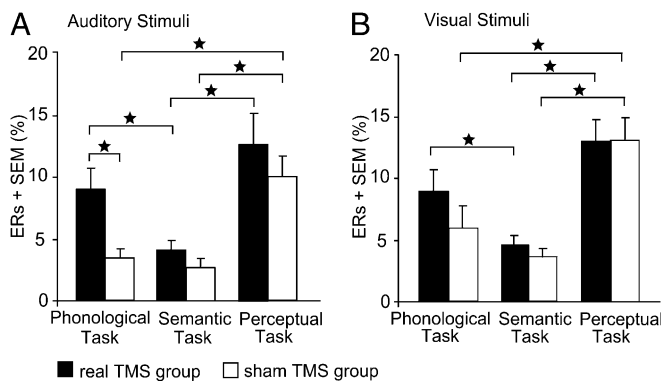 A Auditory Stimuli
ERs + SEM (%)
20
15
10
5
0
Phonological Task
Semantic Task
Perceptual Task
B Visual Stimuli
ERs + SEM (%)
20
15
10
5
0
Phonological Task
Semantic Task
Perceptual Task
real TMS group
sham TMS group